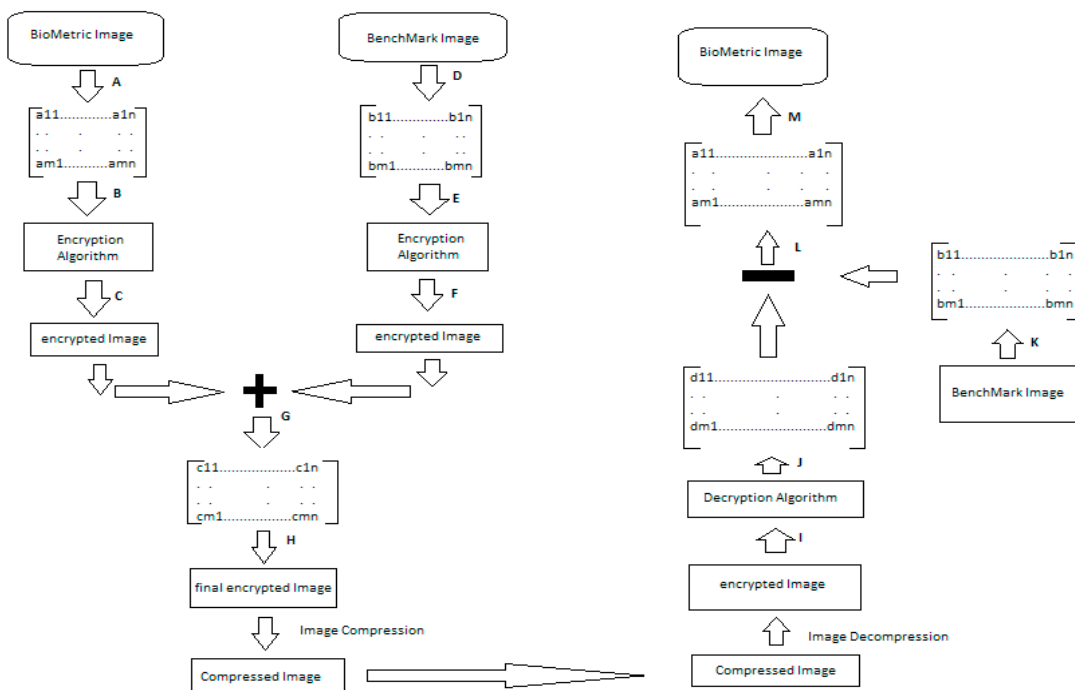 BioMetric Image
A
a11.............a1n
. .     .     . .
. .     .     . .
am1...........amn
B
Encryption
Algorithm
C
encrypted Image
BenchMark Image
D
b11..............b1n
. .     .     . .
. .     .     . .
bm1...........bmn
E
Encryption
Algorithm
F
encrypted Image
G
c11...................c1n
. .     .     . .
. .     .     . .
cm1................cmn
H
final encrypted Image
Image Compression
Compressed Image
Compressed Image
Image Decompression
encrypted Image
I
Decryption Algorithm
J
d11................................d1n
. .     .     . .
. .     .     . .
dm1...........................dmn
BenchMark Image
K
b11......................b1n
. .     .     . .
. .     .     . .
bm1....................bmn
L
a11......................a1n
. .     .     . .
. .     .     . .
am1.....................amn
M
BioMetric Image